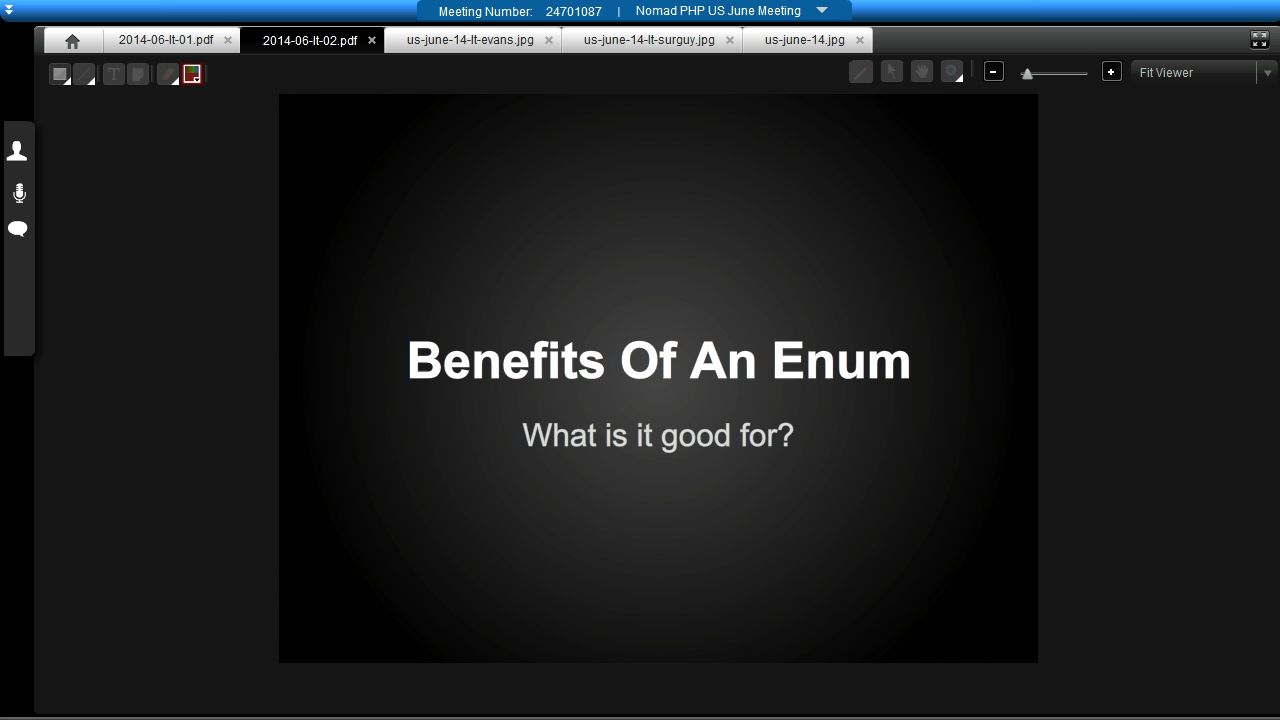 Meeting Number: 24701087 | Nomad PHP US June Meeting
2014-06-lt-01.pdf 2014-06-lt-02.pdf us-june-14-lt-evans.jpg us-june-14-lt-surguy.jpg us-june-14.jpg
T Fit Viewer
Benefits Of An Enum
What is it good for?